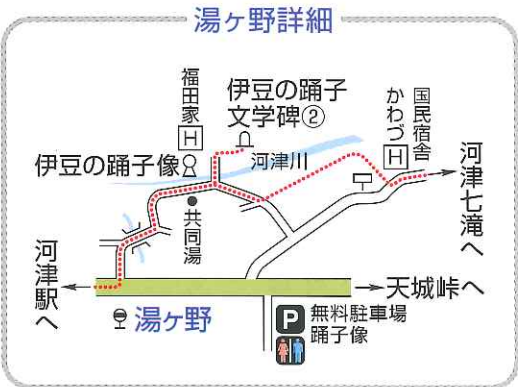 湯ヶ野詳細
福田家
H
伊豆の踊子
文学碑②
国民宿舎
かわづ
H
伊豆の踊子像
河津川
河津七滝へ
共同湯
河津駅へ
天城峠へ
湯ヶ野
P
無料駐車場
踊子像